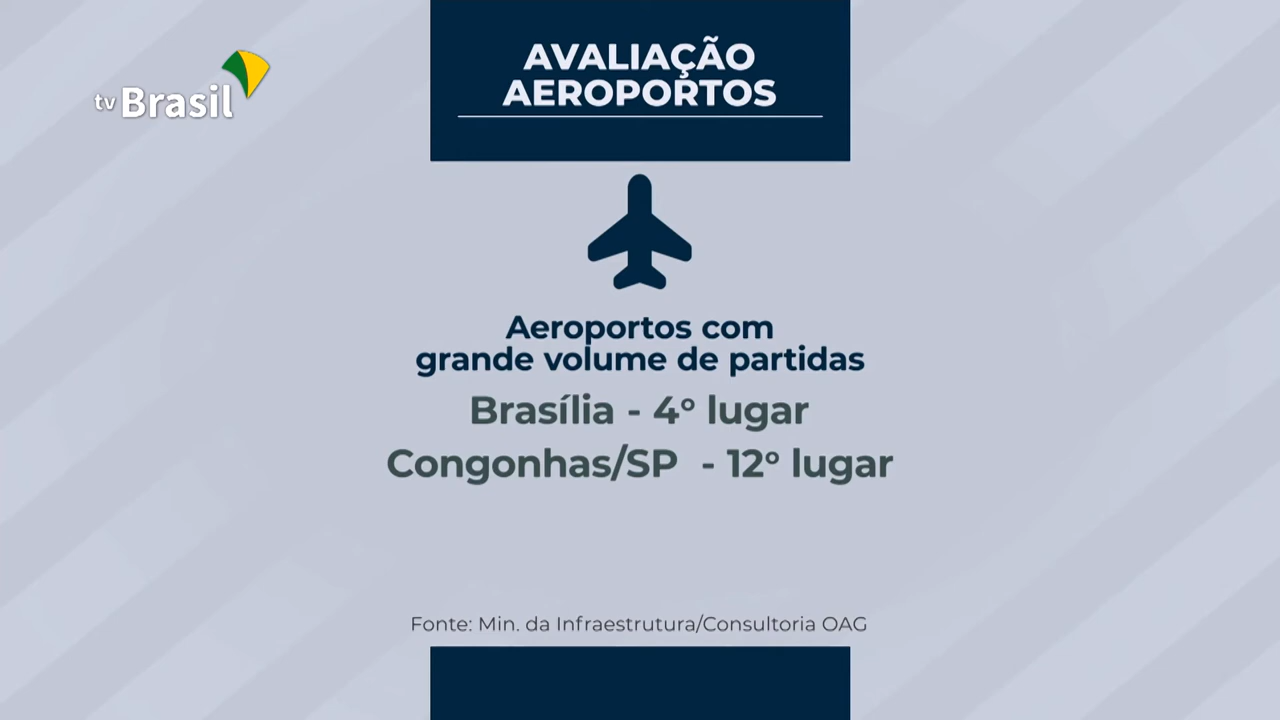 tv Brasil
AVALIAÇÃO
AEROPORTOS
Aeroportos com
grande volume de partidas
Brasília - 4º lugar
Congonhas/SP - 12º lugar
Fonte: Min. da Infraestrutura/Consultoria OAG